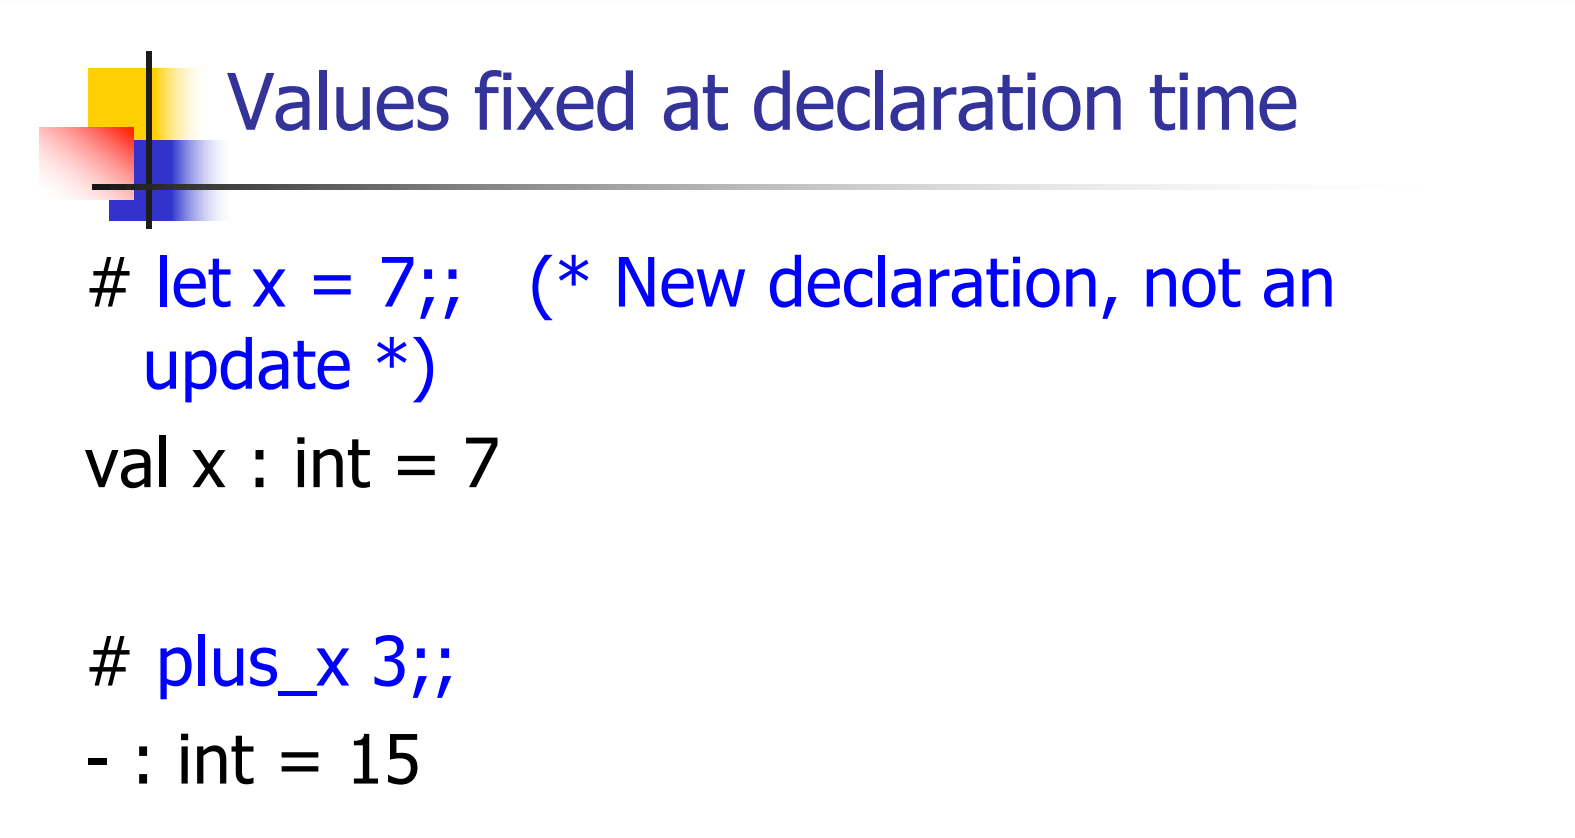 Values fixed at declaration time
# let x = 7;; (* New declaration, not an
update *)
val x : int = 7
# plus_x 3;;
- : int = 15